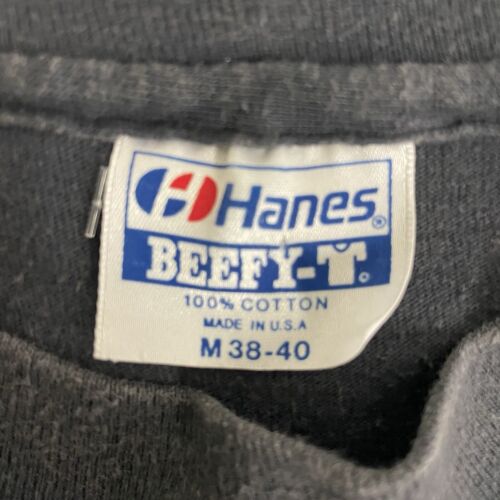 Hanes®
BEEFY-T
100% COTTON
MADE IN U.S.A
M 38-40